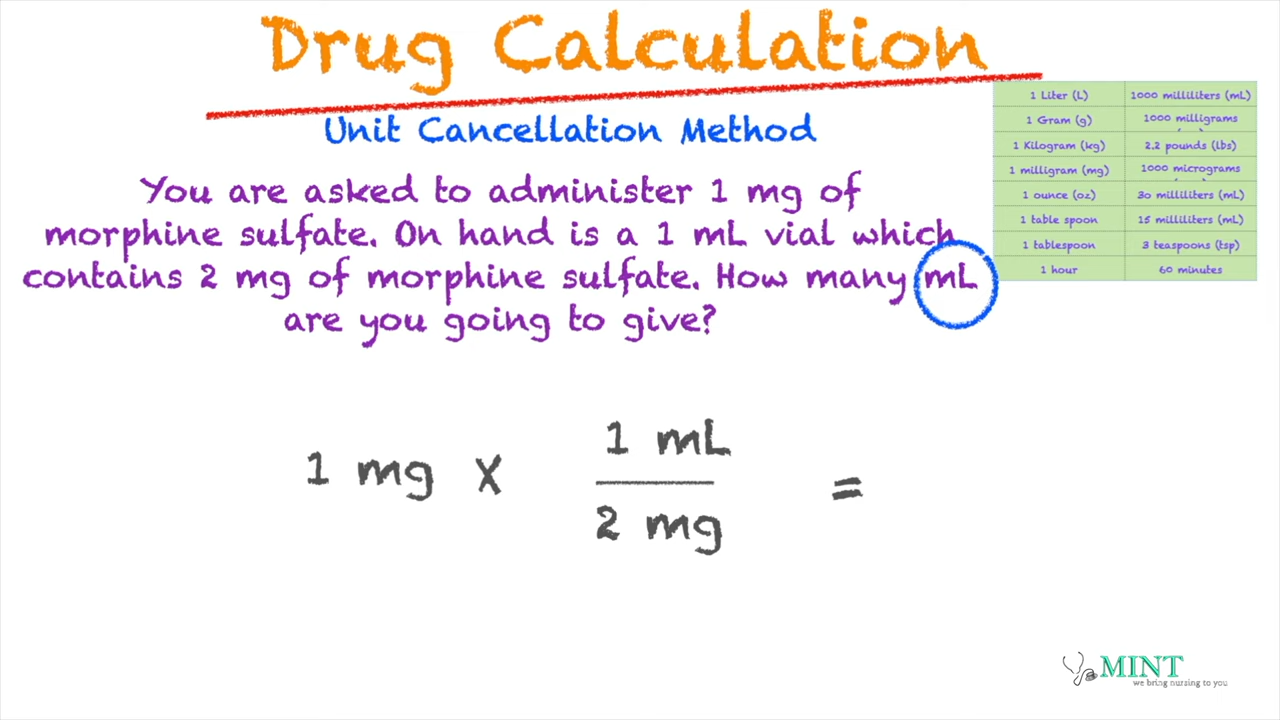 Drug Calculation
Unit Cancellation Method
You are asked to administer 1 mg of
morphine sulfate. On hand is a 1 mL vial which
contains 2 mg of morphine sulfate. How many mL
are you going to give?
1 Liter (L) 1000 milliliters (mL)
1 Gram (g) 1000 milligrams
1 Kilogram (kg) 2.2 pounds (lbs)
1 milligram (mg) 1000 micrograms
1 ounce (oz) 30 milliliters (mL)
1 table spoon 15 milliliters (mL)
1 tablespoon 3 teaspoons (tsp)
1 hour 60 minutes
1 mL
1 mg X =
2 mg
MINT
we bring nursing to you